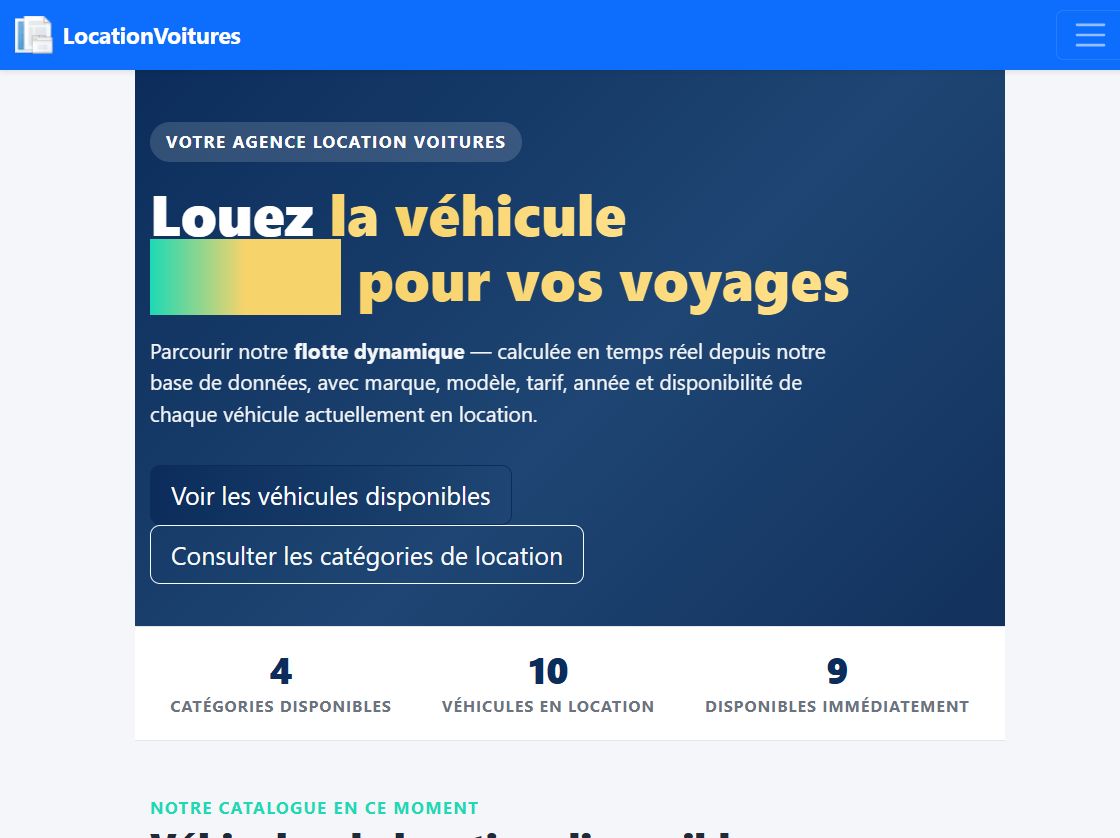 LocationVoitures
VOTRE AGENCE LOCATION VOITURES
Louez la véhicule
pour vos voyages
Parcourir notre flotte dynamique — calculée en temps réel depuis notre
base de données, avec marque, modèle, tarif, année et disponibilité de
chaque véhicule actuellement en location.
Voir les véhicules disponibles
Consulter les catégories de location
4
CATÉGORIES DISPONIBLES
10
VÉHICULES EN LOCATION
9
DISPONIBLES IMMÉDIATEMENT
NOTRE CATALOGUE EN CE MOMENT